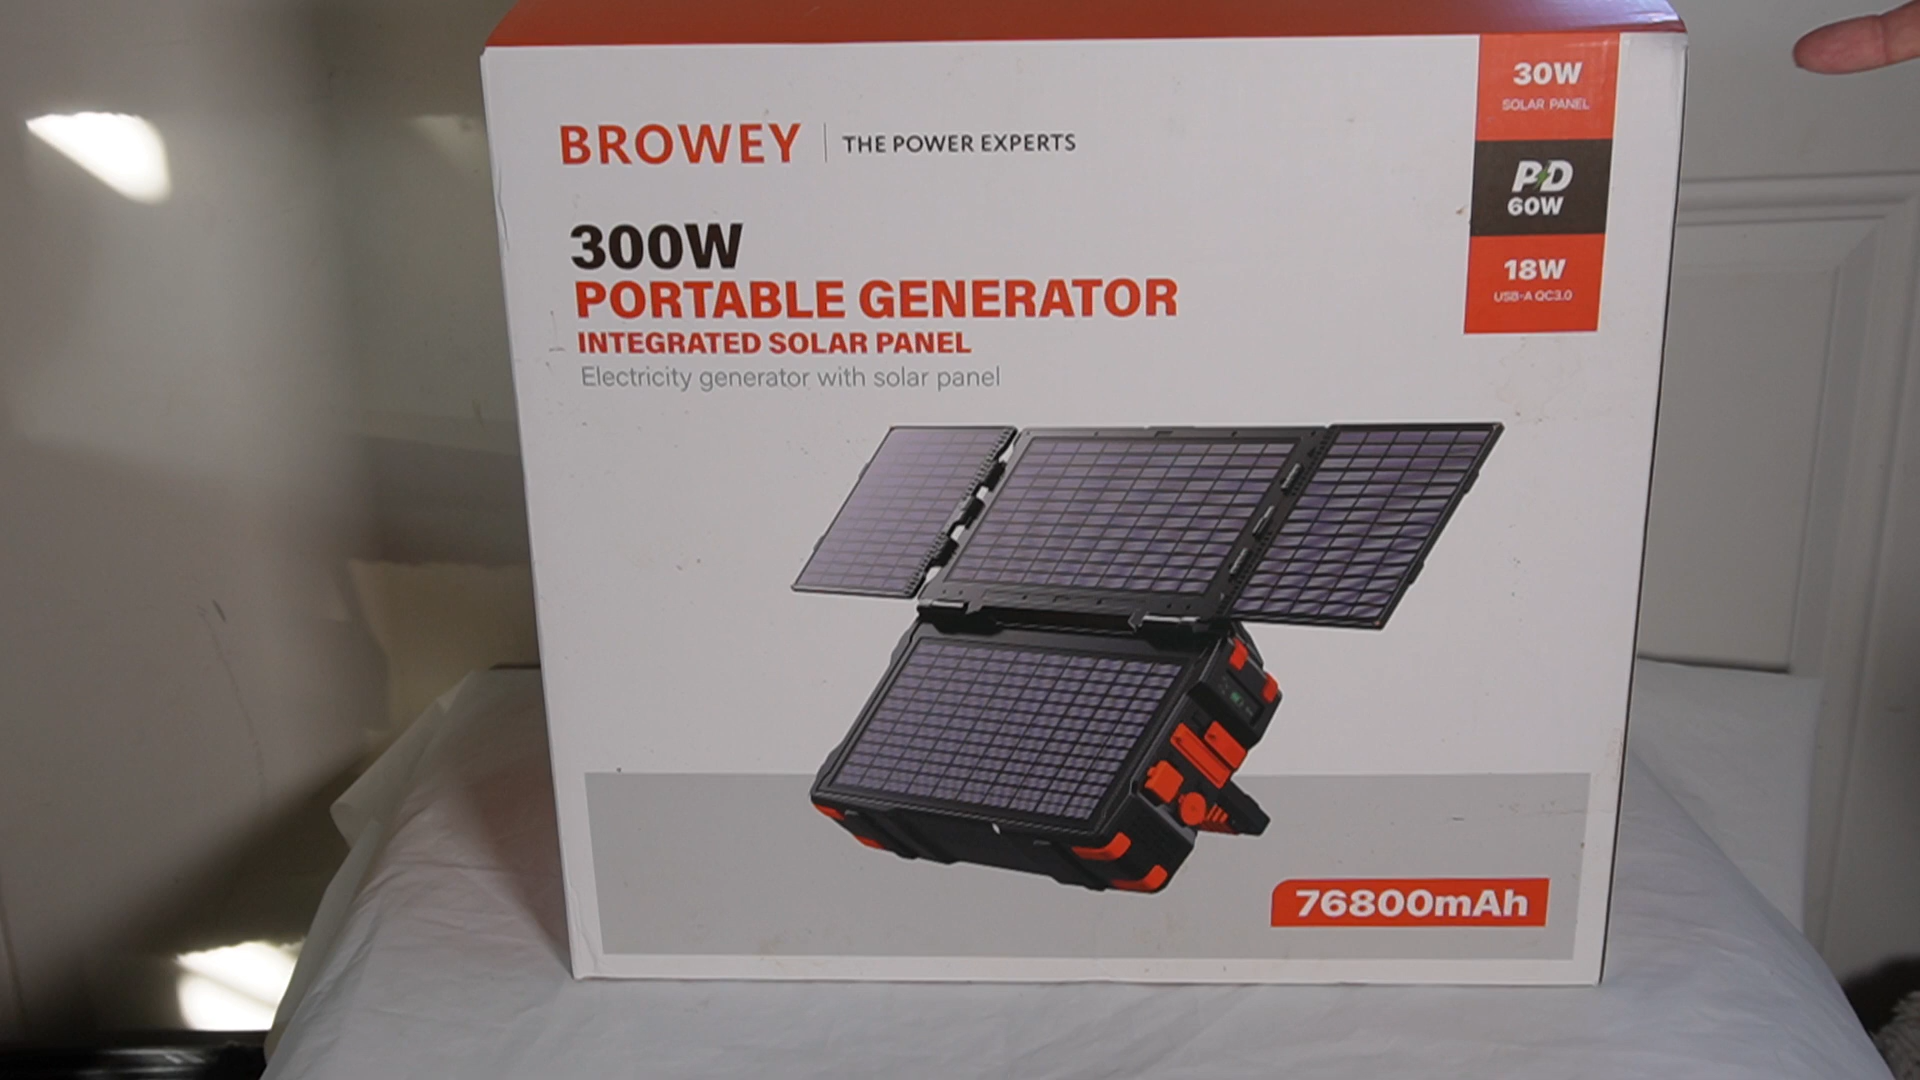 BROWEY | THE POWER EXPERTS
30W
SOLAR PANEL
PD
60W
18W
USB-A QC3.0
300W
PORTABLE GENERATOR
INTEGRATED SOLAR PANEL
Electricity generator with solar panel
76800mAh